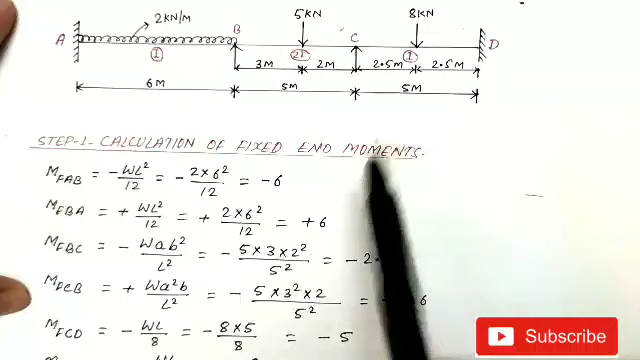 2KN/M 5KN 8KN
A B C D
I 2I I
3M 2M 2.5M 2.5M
6M 5M 5M
STEP-1- CALCULATION OF FIXED END MOMENTS.
MFAB = - WL²/12 = - 2×6²/12 = -6
MFBA = + WL²/12 = + 2×6²/12 = +6
MFBC = - Wab²/L² = - 5×3×2²/5² = - 2.
MFCB = + Wa²b/L² = - 5×3²×2/5² = 6
MFCD = - WL/8 = - 8×5/8 = -5
Subscribe